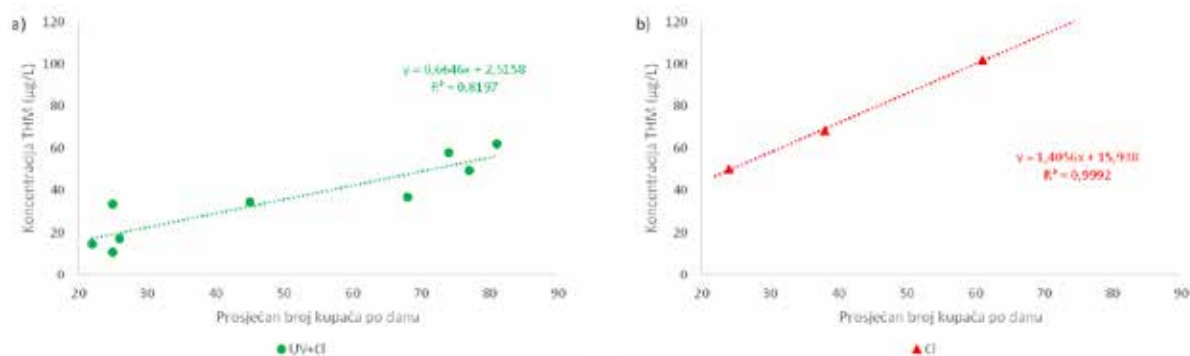 a)
120
100
80
60
40
20
0
Koncentracija THM (µg/L)
y = 0,6646x + 2,5158
R² = 0,8197
20 30 40 50 60 70 80 90
Prosječan broj kupača po danu
UV+Cl
b)
120
100
80
60
40
20
0
Koncentracija THM (µg/L)
y = 1,4056x + 15,938
R² = 0,9992
20 30 40 50 60 70 80 90
Prosječan broj kupača po danu
Cl